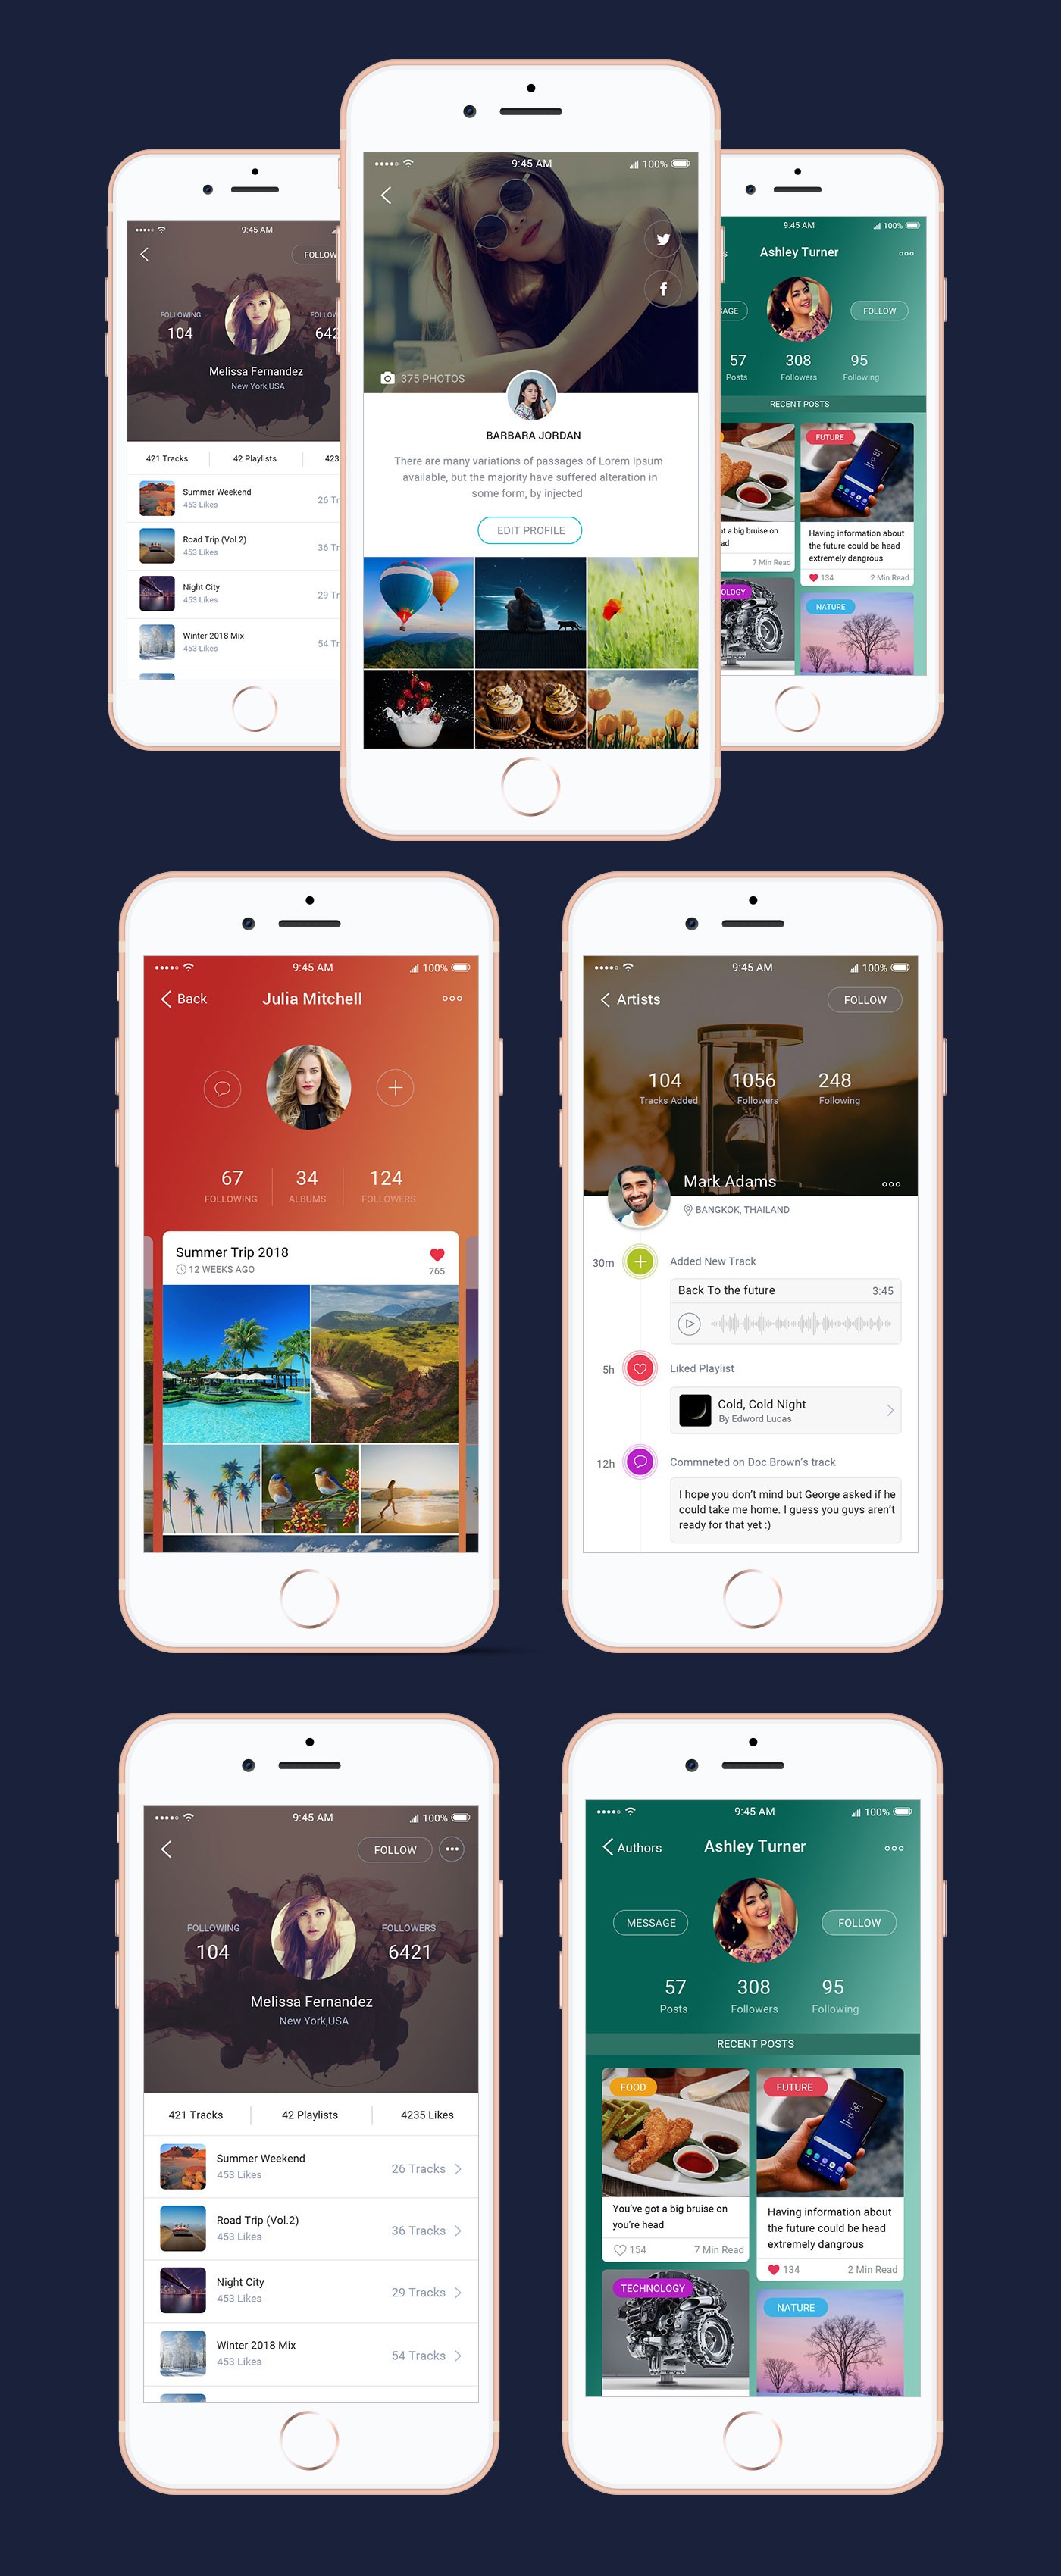 9:45 AM
FOLLOW
FOLLOWING
104
FOLLOW
642
Melissa Fernandez
New York,USA
421 Tracks
42 Playlists
423
Summer Weekend
453 Likes
26 Tr
Road Trip (Vol.2)
453 Likes
36 Tr
Night City
453 Likes
29 Tr
Winter 2018 Mix
453 Likes
54 Tr
9:45 AM
100%
375 PHOTOS
BARBARA JORDAN
There are many variations of passages of Lorem Ipsum
available, but the majority have suffered alteration in
some form, by injected
EDIT PROFILE
9:45 AM
100%
s
Ashley Turner
AGE
FOLLOW
57
308
95
Posts
Followers
Following
RECENT POSTS
FUTURE
ot a big bruise on
ad
7 Min Read
Having information about
the future could be head
extremely dangrous
134
2 Min Read
OLOGY
NATURE
9:45 AM
100%
Back
Julia Mitchell
67
34
124
FOLLOWING
ALBUMS
FOLLOWERS
Summer Trip 2018
12 WEEKS AGO
765
9:45 AM
100%
Artists
FOLLOW
104
1056
248
Tracks Added
Followers
Following
Mark Adams
BANGKOK, THAILAND
30m
Added New Track
Back To the future
3:45
5h
Liked Playlist
Cold, Cold Night
By Edword Lucas
12h
Commneted on Doc Brown's track
I hope you don't mind but George asked if he
could take me home. I guess you guys aren't
ready for that yet :)
9:45 AM
100%
FOLLOW
FOLLOWING
FOLLOWERS
104
6421
Melissa Fernandez
New York,USA
421 Tracks
42 Playlists
4235 Likes
Summer Weekend
453 Likes
26 Tracks
Road Trip (Vol.2)
453 Likes
36 Tracks
Night City
453 Likes
29 Tracks
Winter 2018 Mix
453 Likes
54 Tracks
9:45 AM
100%
Authors
Ashley Turner
MESSAGE
FOLLOW
57
308
95
Posts
Followers
Following
RECENT POSTS
FOOD
FUTURE
You've got a big bruise on
you're head
154
7 Min Read
Having information about
the future could be head
extremely dangrous
134
2 Min Read
TECHNOLOGY
NATURE